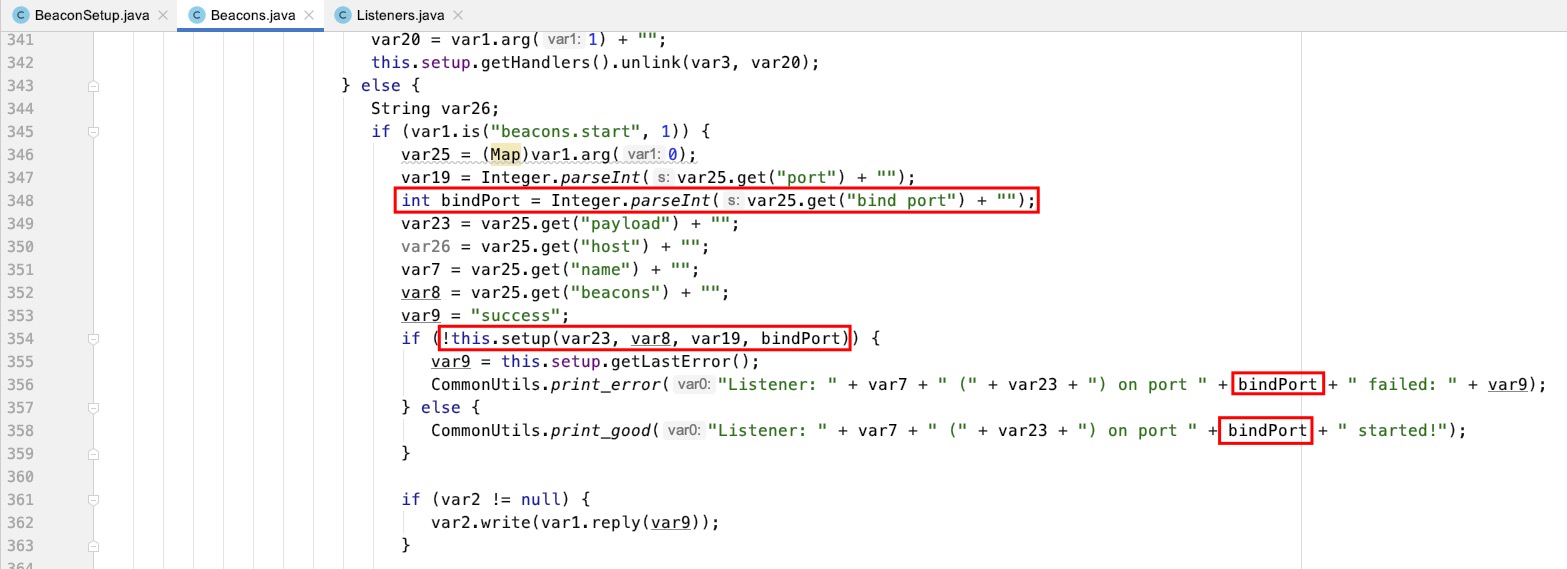 BeaconSetup.java Beacons.java Listeners.java
341 var20 = var1.arg( var1: 1) + "";
342 this.setup.getHandlers().unlink(var3, var20);
343 } else {
344 String var26;
345 if (var1.is("beacons.start", 1)) {
346 var25 = (Map)var1.arg( var1: 0);
347 var19 = Integer.parseInt( s: var25.get("port") + "");
348 int bindPort = Integer.parseInt( s: var25.get("bind port") + "");
349 var23 = var25.get("payload") + "";
350 var26 = var25.get("host") + "";
351 var7 = var25.get("name") + "";
352 var8 = var25.get("beacons") + "";
353 var9 = "success";
354 if (!this.setup(var23, var8, var19, bindPort)) {
355 var9 = this.setup.getLastError();
356 CommonUtils.print_error( var0: "Listener: " + var7 + " (" + var23 + ") on port " + bindPort + " failed: " + var9);
357 } else {
358 CommonUtils.print_good( var0: "Listener: " + var7 + " (" + var23 + ") on port " + bindPort + " started!");
359 }
360
361 if (var2 != null) {
362 var2.write(var1.reply(var9));
363 }
364